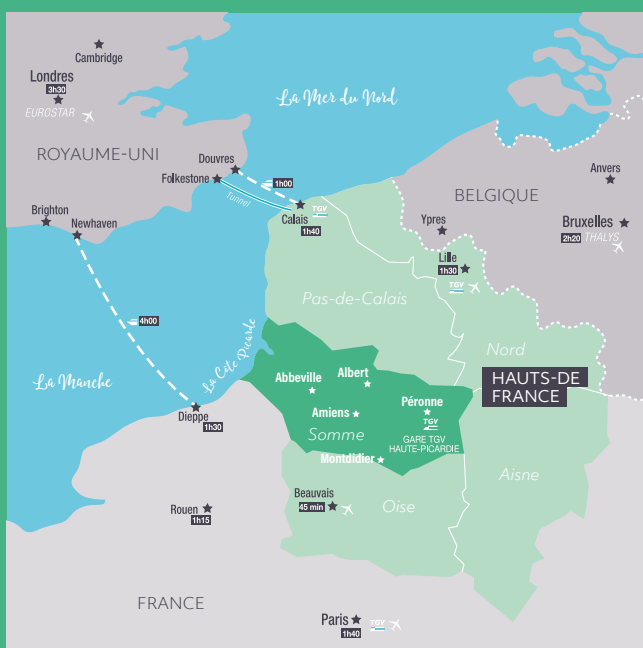 Cambridge
Londres
3h30
EUROSTAR
La Mer du Nord
ROYAUME-UNI
Douvres
Folkestone
1h00
Tunnel
Calais
TGV
1h40
Anvers
BELGIQUE
Ypres
Bruxelles
2h20 THALYS
Brighton
Newhaven
Lille
1h30
TGV
Pas-de-Calais
4h00
La Côte Picarde
Nord
La Manche
Abbeville
Albert
HAUTS-DE
FRANCE
Dieppe
1h30
Amiens
Péronne
TGV
Somme
GARE TGV
HAUTE-PICARDIE
Montdidier
Aisne
Beauvais
45 min
Oise
Rouen
1h15
FRANCE
Paris
TGV
1h40